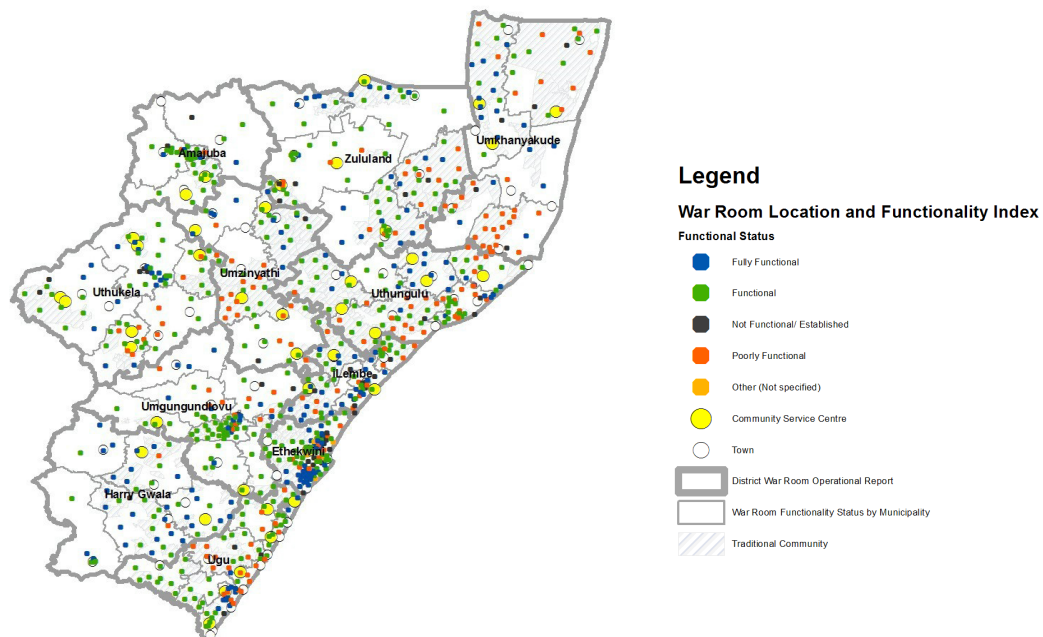 Umkhanyakude
Amajuba
Zululand
Umzinyathi
Uthukela
Uthungulu
iLembe
Umgungundlovu
Ethekwini
Harry Gwala
Ugu
Legend
War Room Location and Functionality Index
Functional Status
Fully Functional
Functional
Not Functional/ Established
Poorly Functional
Other (Not specified)
Community Service Centre
Town
District War Room Operational Report
War Room Functionality Status by Municipality
Traditional Community